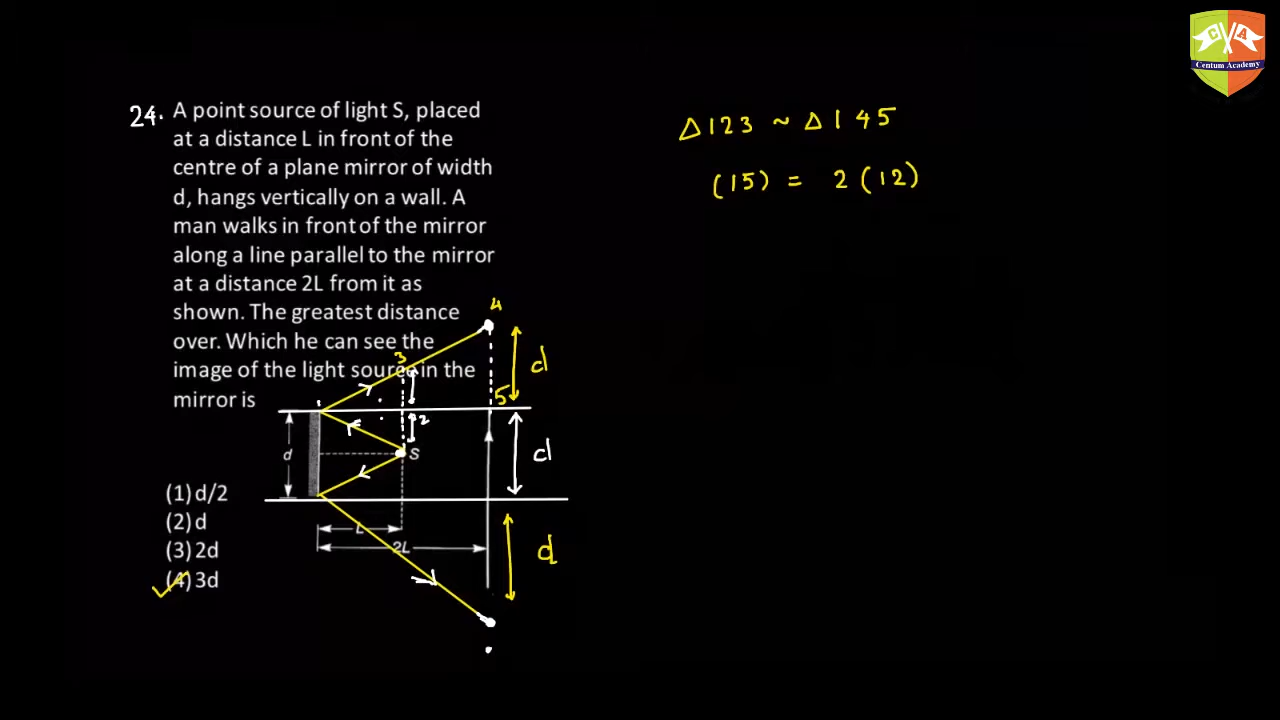 C A
Centum Academy
24. A point source of light S, placed
at a distance L in front of the
centre of a plane mirror of width
d, hangs vertically on a wall. A
man walks in front of the mirror
along a line parallel to the mirror
at a distance 2L from it as
shown. The greatest distance
over. Which he can see the
image of the light source in the
mirror is
(1) d/2
(2) d
(3) 2d
(4) 3d
Δ123 ~ Δ145
(15) = 2(12)
4
3
d
5
1
2
d
S
d
L
2L
d